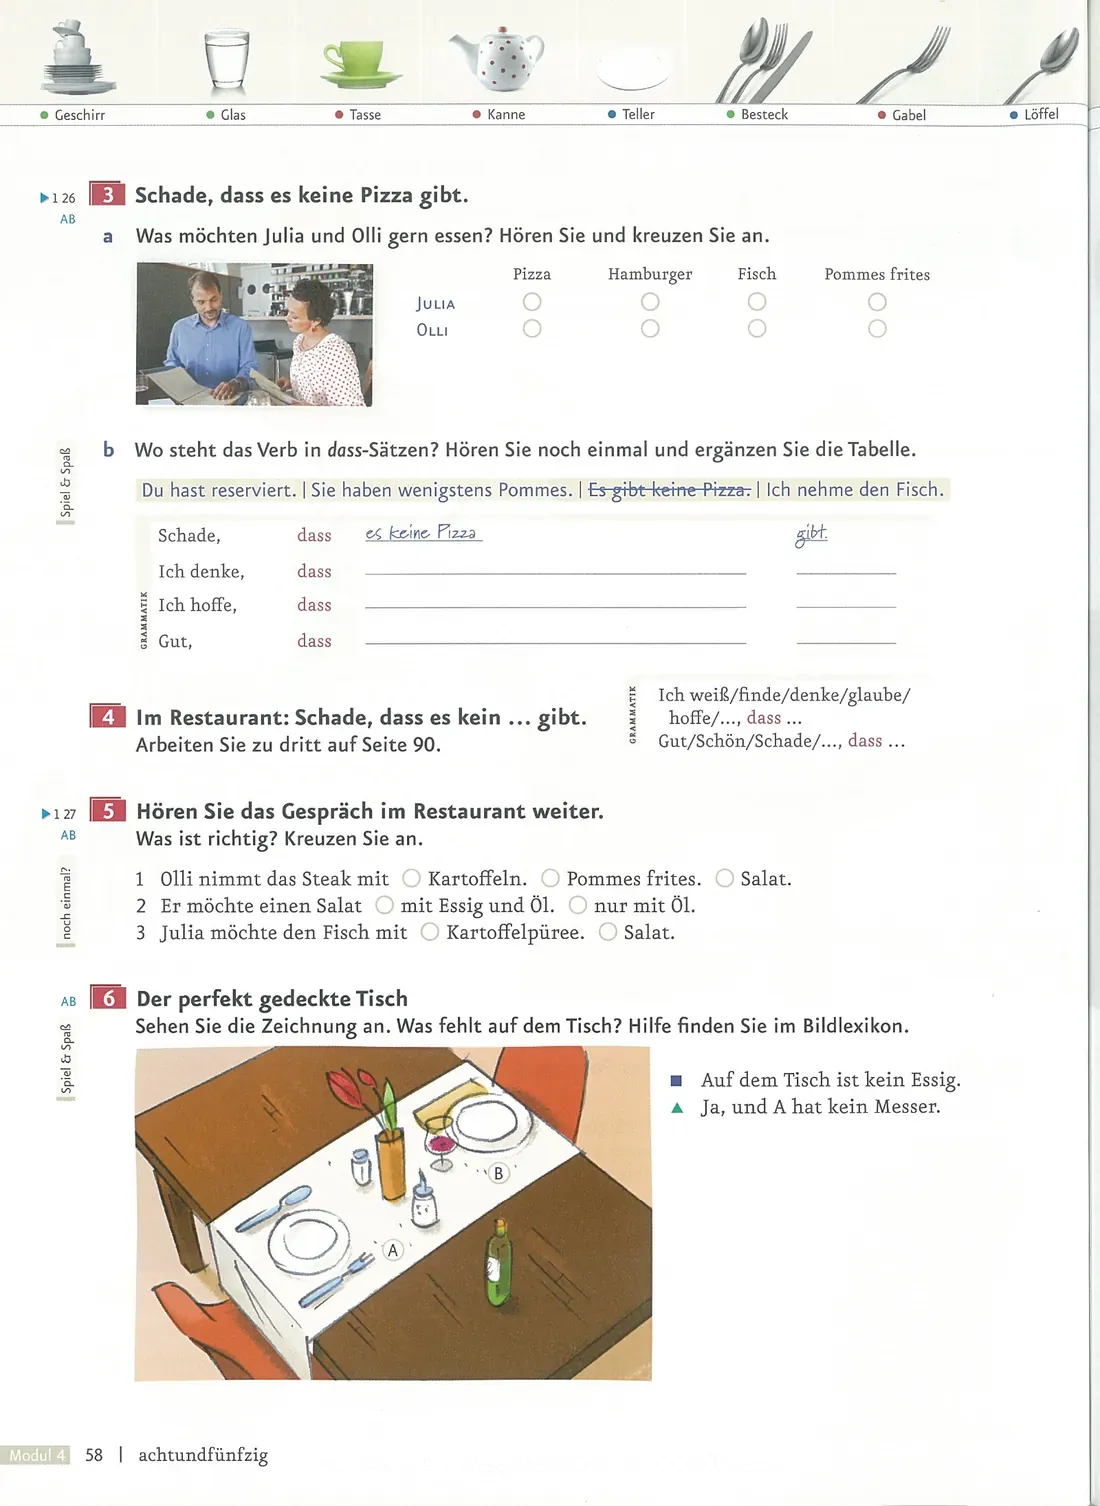 Geschirr Glas Tasse Kanne Teller Besteck Gabel Löffel
1 26 3 Schade, dass es keine Pizza gibt.
AB
a Was möchten Julia und Olli gern essen? Hören Sie und kreuzen Sie an.
Pizza Hamburger Fisch Pommes frites
JULIA
OLLI
Spiel & Spaß
b Wo steht das Verb in dass-Sätzen? Hören Sie noch einmal und ergänzen Sie die Tabelle.
Du hast reserviert. | Sie haben wenigstens Pommes. | Es gibt keine Pizza. | Ich nehme den Fisch.
GRAMMATIK
Schade, dass es keine Pizza gibt.
Ich denke, dass
Ich hoffe, dass
Gut, dass
4 Im Restaurant: Schade, dass es kein ... gibt.
Arbeiten Sie zu dritt auf Seite 90.
GRAMMATIK
Ich weiß/finde/denke/glaube/
hoffe/..., dass ...
Gut/Schön/Schade/..., dass ...
1 27 5 Hören Sie das Gespräch im Restaurant weiter.
AB
Was ist richtig? Kreuzen Sie an.
noch einmal?
1 Olli nimmt das Steak mit Kartoffeln. Pommes frites. Salat.
2 Er möchte einen Salat mit Essig und Öl. nur mit Öl.
3 Julia möchte den Fisch mit Kartoffelpüree. Salat.
AB 6 Der perfekt gedeckte Tisch
Spiel & Spaß
Sehen Sie die Zeichnung an. Was fehlt auf dem Tisch? Hilfe finden Sie im Bildlexikon.
Auf dem Tisch ist kein Essig.
Ja, und A hat kein Messer.
B
A
Modul 4 58 | achtundfünfzig